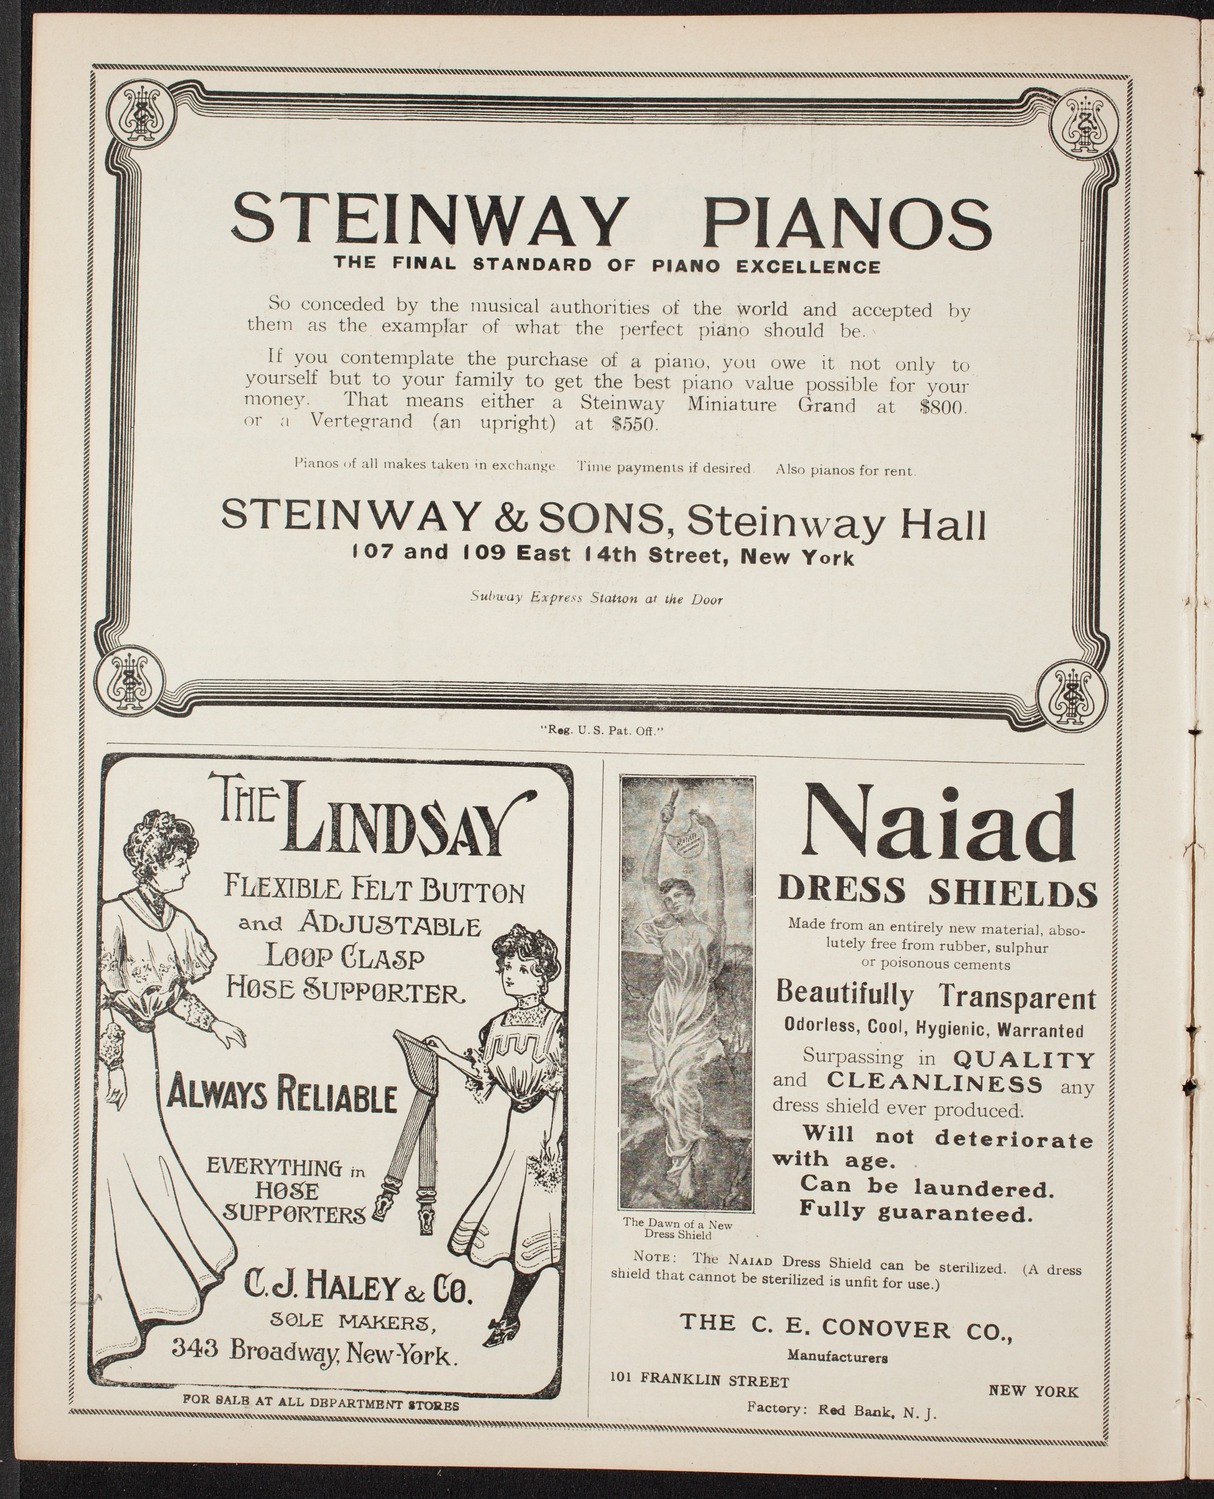 STEINWAY PIANOS
THE FINAL STANDARD OF PIANO EXCELLENCE
So conceded by the musical authorities of the world and accepted by
them as the examplar of what the perfect piano should be.
If you contemplate the purchase of a piano, you owe it not only to
yourself but to your family to get the best piano value possible for your
money. That means either a Steinway Miniature Grand at $800.
or a Vertegrand (an upright) at $550.
Pianos of all makes taken in exchange Time payments if desired Also pianos for rent.
STEINWAY & SONS, Steinway Hall
107 and 109 East 14th Street, New York
Subway Express Station at the Door
"Reg. U. S. Pat. Off."
THE LINDSAY
FLEXIBLE FELT BUTTON
and ADJUSTABLE
LOOP CLASP
HOSE SUPPORTER
ALWAYS RELIABLE
EVERYTHING in
HOSE
SUPPORTERS
C. J. HALEY & CO.
SOLE MAKERS,
343 Broadway, New-York.
FOR SALE AT ALL DEPARTMENT STORES
Naiad
DRESS SHIELDS
Made from an entirely new material, abso-
lutely free from rubber, sulphur
or poisonous cements
Beautifully Transparent
Odorless, Cool, Hygienic, Warranted
Surpassing in QUALITY
and CLEANLINESS any
dress shield ever produced.
Will not deteriorate
with age.
Can be laundered.
Fully guaranteed.
The Dawn of a New
Dress Shield
NOTE: The NAIAD Dress Shield can be sterilized. (A dress
shield that cannot be sterilized is unfit for use.)
THE C. E. CONOVER CO.,
Manufacturers
101 FRANKLIN STREET
NEW YORK
Factory: Red Bank, N. J.